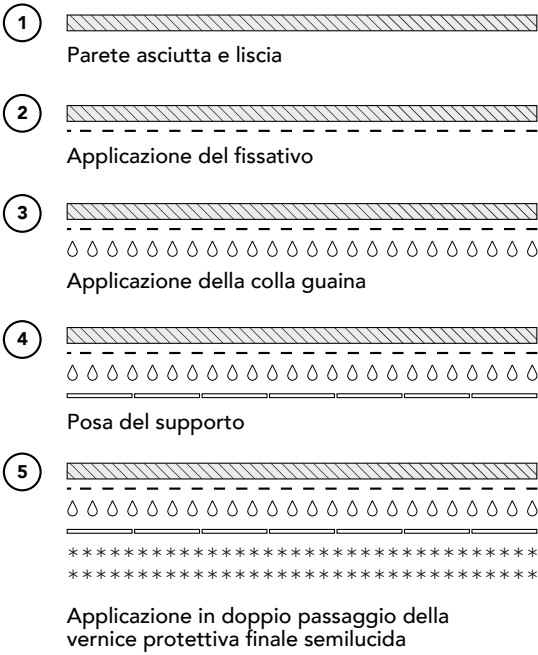 1
Parete asciutta e liscia
2
Applicazione del fissativo
3
Applicazione della colla guaina
4
Posa del supporto
5
Applicazione in doppio passaggio della
vernice protettiva finale semilucida